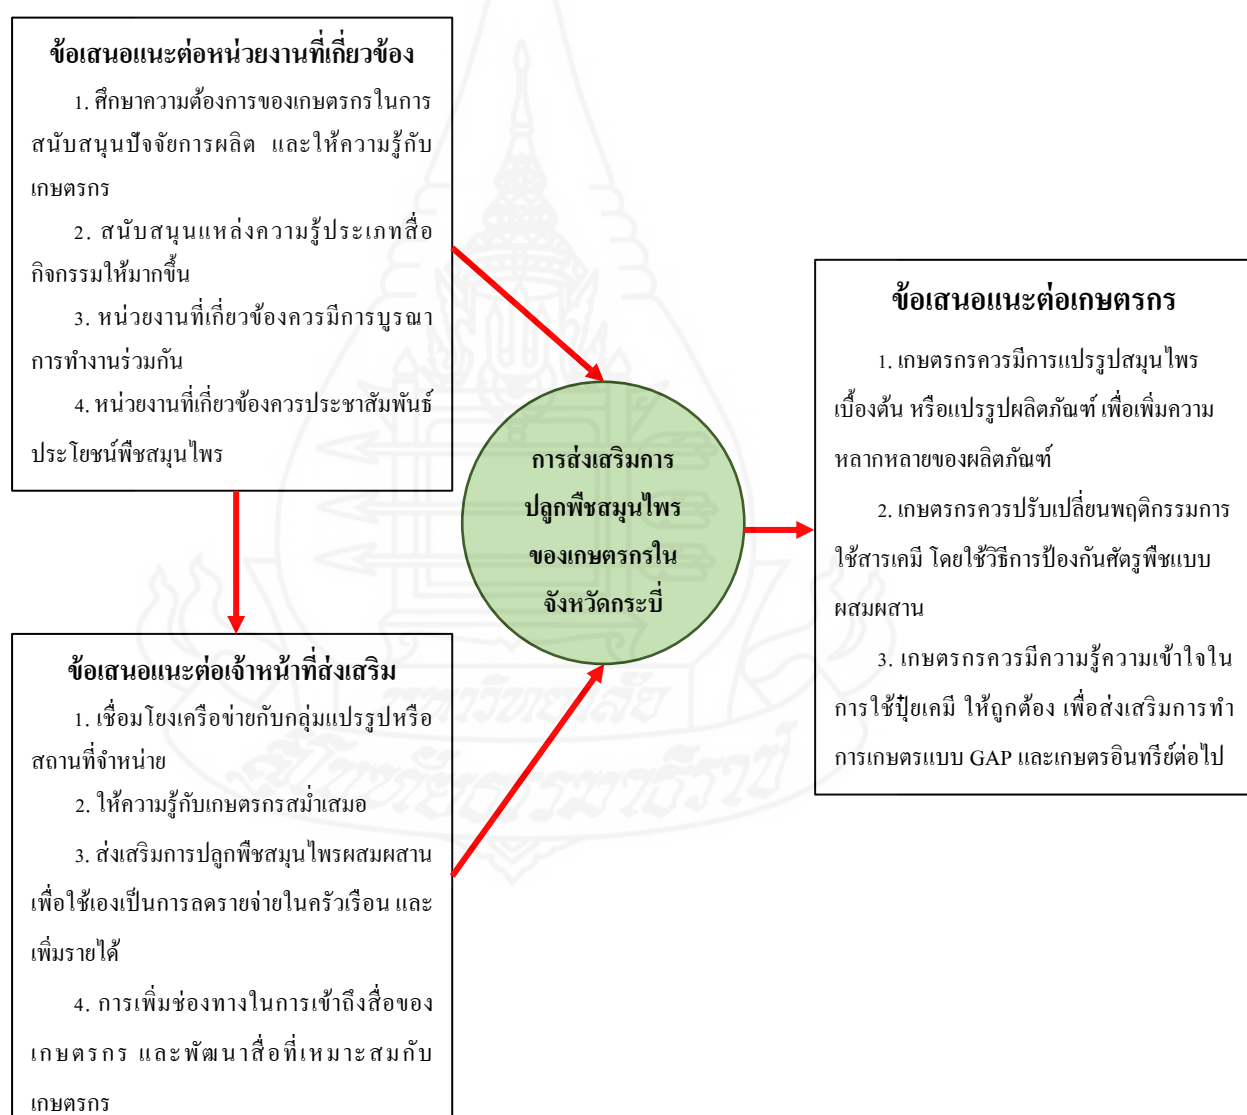 ข้อเสนอแนะต่อหน่วยงานที่เกี่ยวข้อง
1. ศึกษาความต้องการของเกษตรกรในการ
สนับสนุนปัจจัยการผลิต และให้ความรู้กับ
เกษตรกร
2. สนับสนุนแหล่งความรู้ประเภทสื่อ
กิจกรรมให้มากขึ้น
3. หน่วยงานที่เกี่ยวข้องควรมีการบูรณา
การทำงานร่วมกัน
4. หน่วยงานที่เกี่ยวข้องควรประชาสัมพันธ์
ประโยชน์พืชสมุนไพร
ข้อเสนอแนะต่อเจ้าหน้าที่ส่งเสริม
1. เชื่อมโยงเครือข่ายกับกลุ่มแปรรูปหรือ
สถานที่จำหน่าย
2. ให้ความรู้กับเกษตรกรสม่ำเสมอ
3. ส่งเสริมการปลูกพืชสมุนไพรผสมผสาน
เพื่อใช้เองเป็นการลดรายจ่ายในครัวเรือน และ
เพิ่มรายได้
4. การเพิ่มช่องทางในการเข้าถึงสื่อของ
เกษตรกร และพัฒนาสื่อที่เหมาะสมกับ
เกษตรกร
การส่งเสริมการ
ปลูกพืชสมุนไพร
ของเกษตรกรใน
จังหวัดกระบี่
ข้อเสนอแนะต่อเกษตรกร
1. เกษตรกรควรมีการแปรรูปสมุนไพร
เบื้องต้น หรือแปรรูปผลิตภัณฑ์ เพื่อเพิ่มความ
หลากหลายของผลิตภัณฑ์
2. เกษตรกรควรปรับเปลี่ยนพฤติกรรมการ
ใช้สารเคมี โดยใช้วิธีการป้องกันศัตรูพืชแบบ
ผสมผสาน
3. เกษตรกรควรมีความรู้ความเข้าใจใน
การใช้ปุ๋ยเคมี ให้ถูกต้อง เพื่อส่งเสริมการทำ
การเกษตรแบบ GAP และเกษตรอินทรีย์ต่อไป